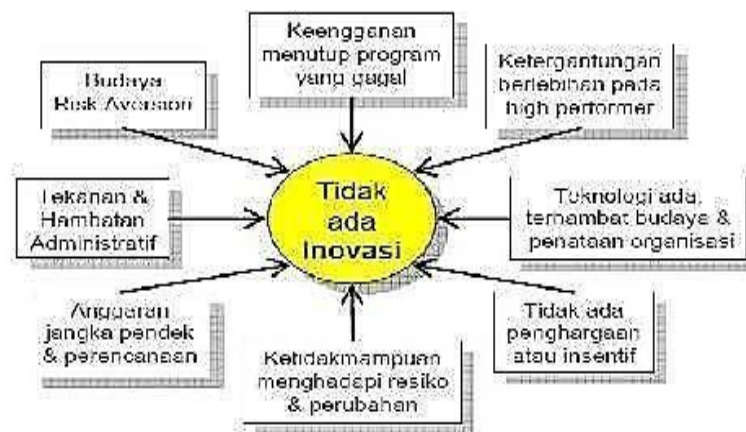 Keengganan
menutup program
yang gagal
Ketergantungan
berlebihan pada
high performer
Budaya
Risk Aversion
Tekanan &
Hambatan
Administratif
Tidak
ada
Inovasi
Teknologi ada,
terhambat budaya &
penataan organisasi
Anggaran
jangka pendek
& perencanaan
Ketidakmampuan
menghadapi resiko
& perubahan
Tidak ada
penghargaan
atau insentif